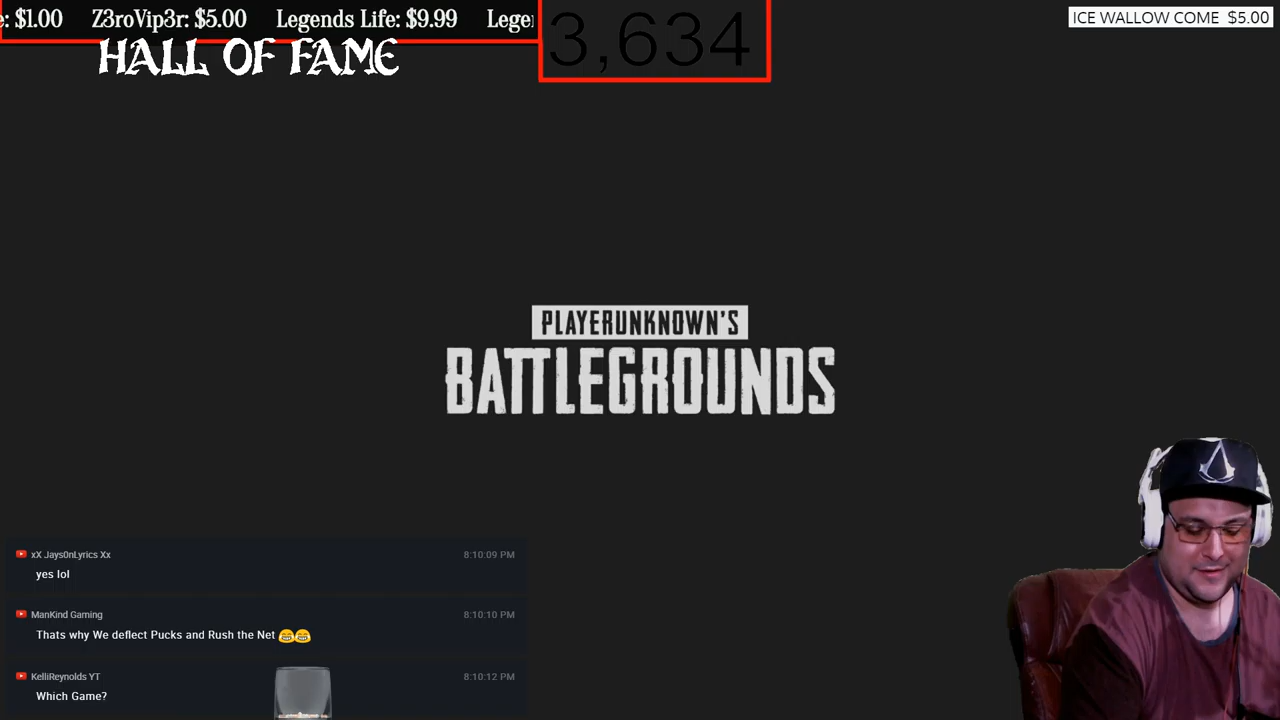 : $1.00 Z3roVip3r: $5.00 Legends Life: $9.99 Lege
HALL OF FAME
3,634
ICE WALLOW COME $5.00
PLAYERUNKNOWN'S
BATTLEGROUNDS
xX Jays0nLyrics Xx 8:10:09 PM
yes lol
ManKind Gaming 8:10:10 PM
Thats why We deflect Pucks and Rush the Net 😂😂
KelliReynolds YT 8:10:12 PM
Which Game?